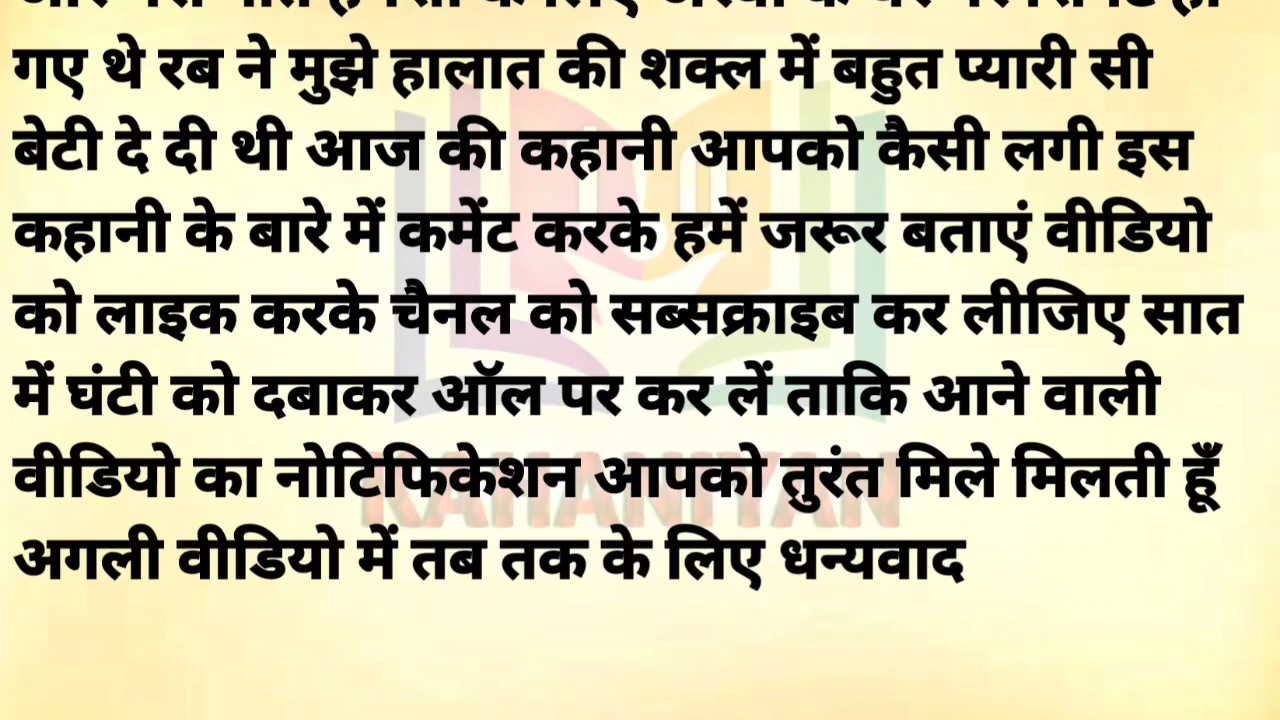 गए थे रब ने मुझे हालात की शक्ल में बहुत प्यारी सी
बेटी दे दी थी आज की कहानी आपको कैसी लगी इस
कहानी के बारे में कमेंट करके हमें जरूर बताएं वीडियो
को लाइक करके चैनल को सब्सक्राइब कर लीजिए सात
में घंटी को दबाकर ऑल पर कर लें ताकि आने वाली
वीडियो का नोटिफिकेशन आपको तुरंत मिले मिलती हूँ
KAHANIYAN
अगली वीडियो में तब तक के लिए धन्यवाद